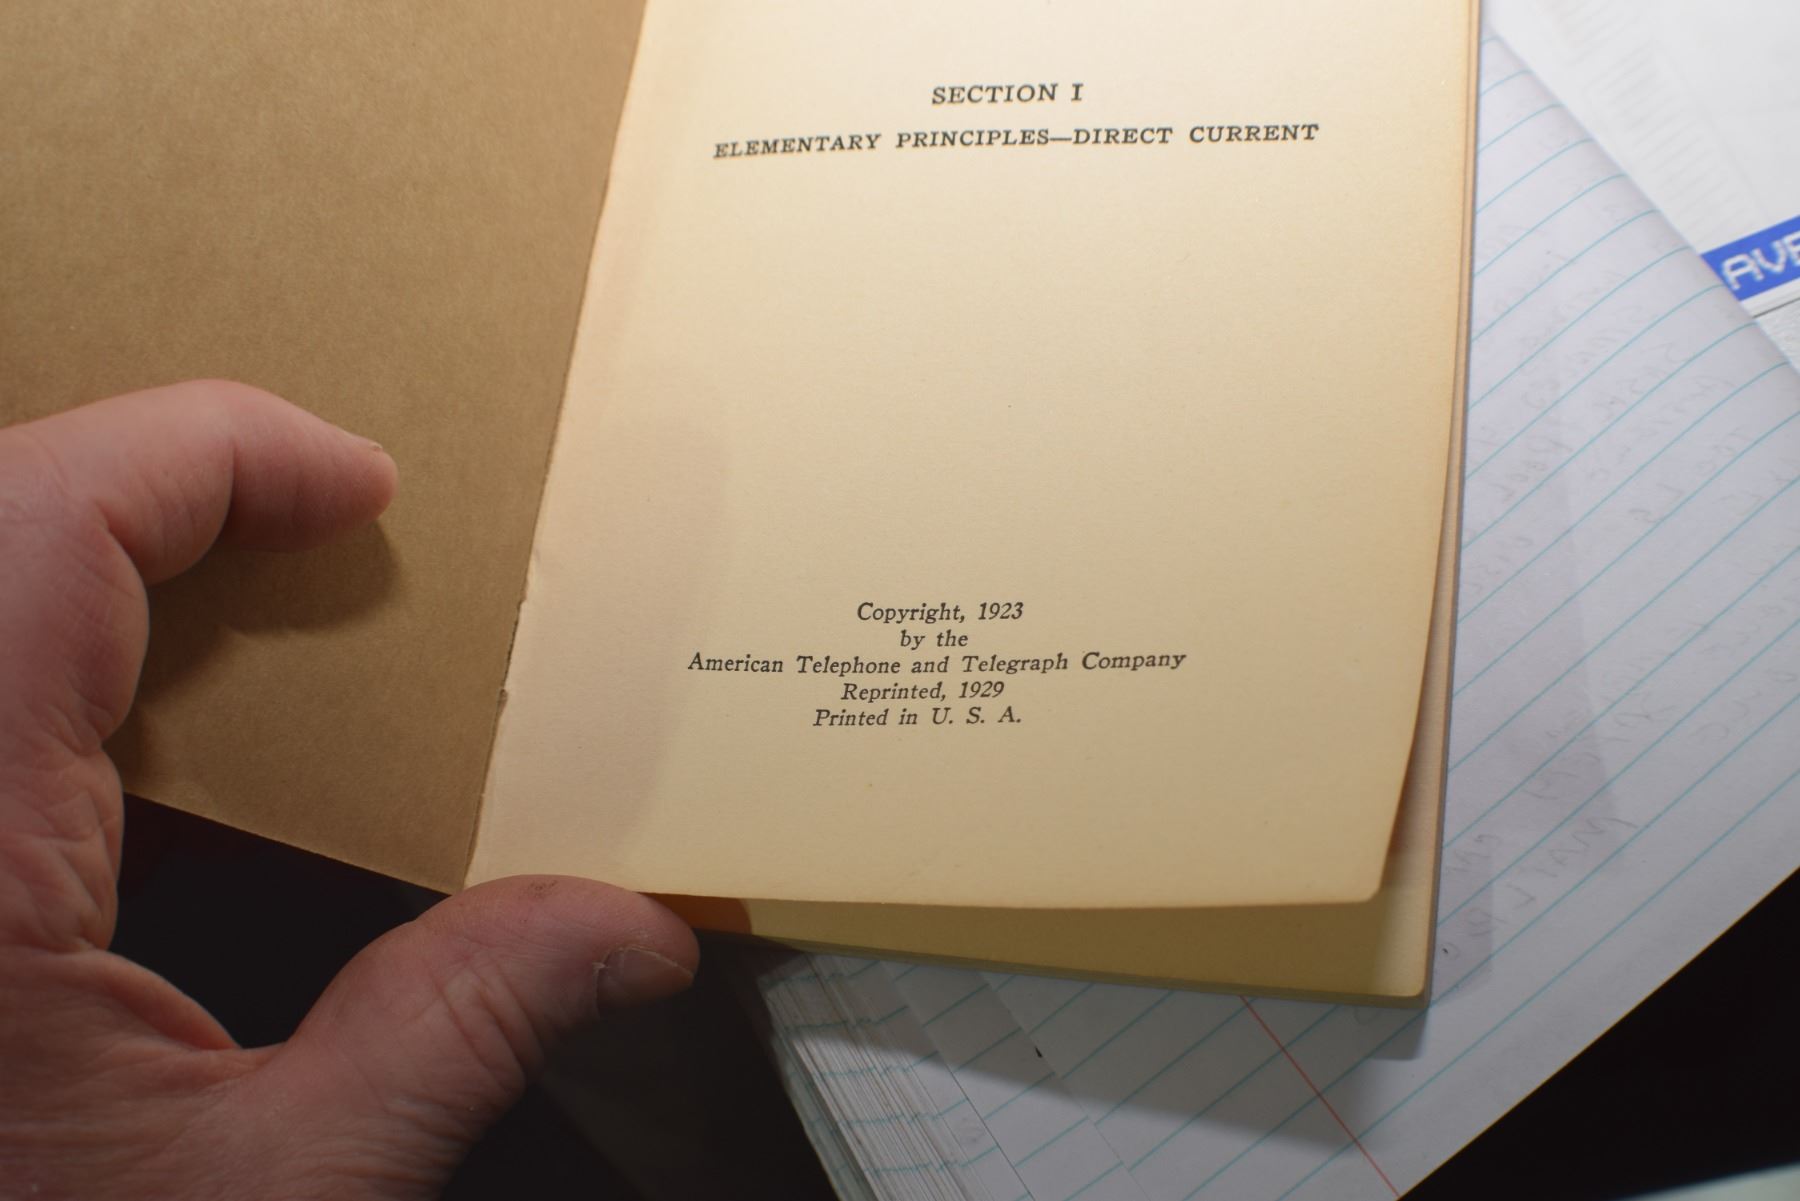 SECTION I
ELEMENTARY PRINCIPLES—DIRECT CURRENT
Copyright, 1923
by the
American Telephone and Telegraph Company
Reprinted, 1929
Printed in U. S. A.